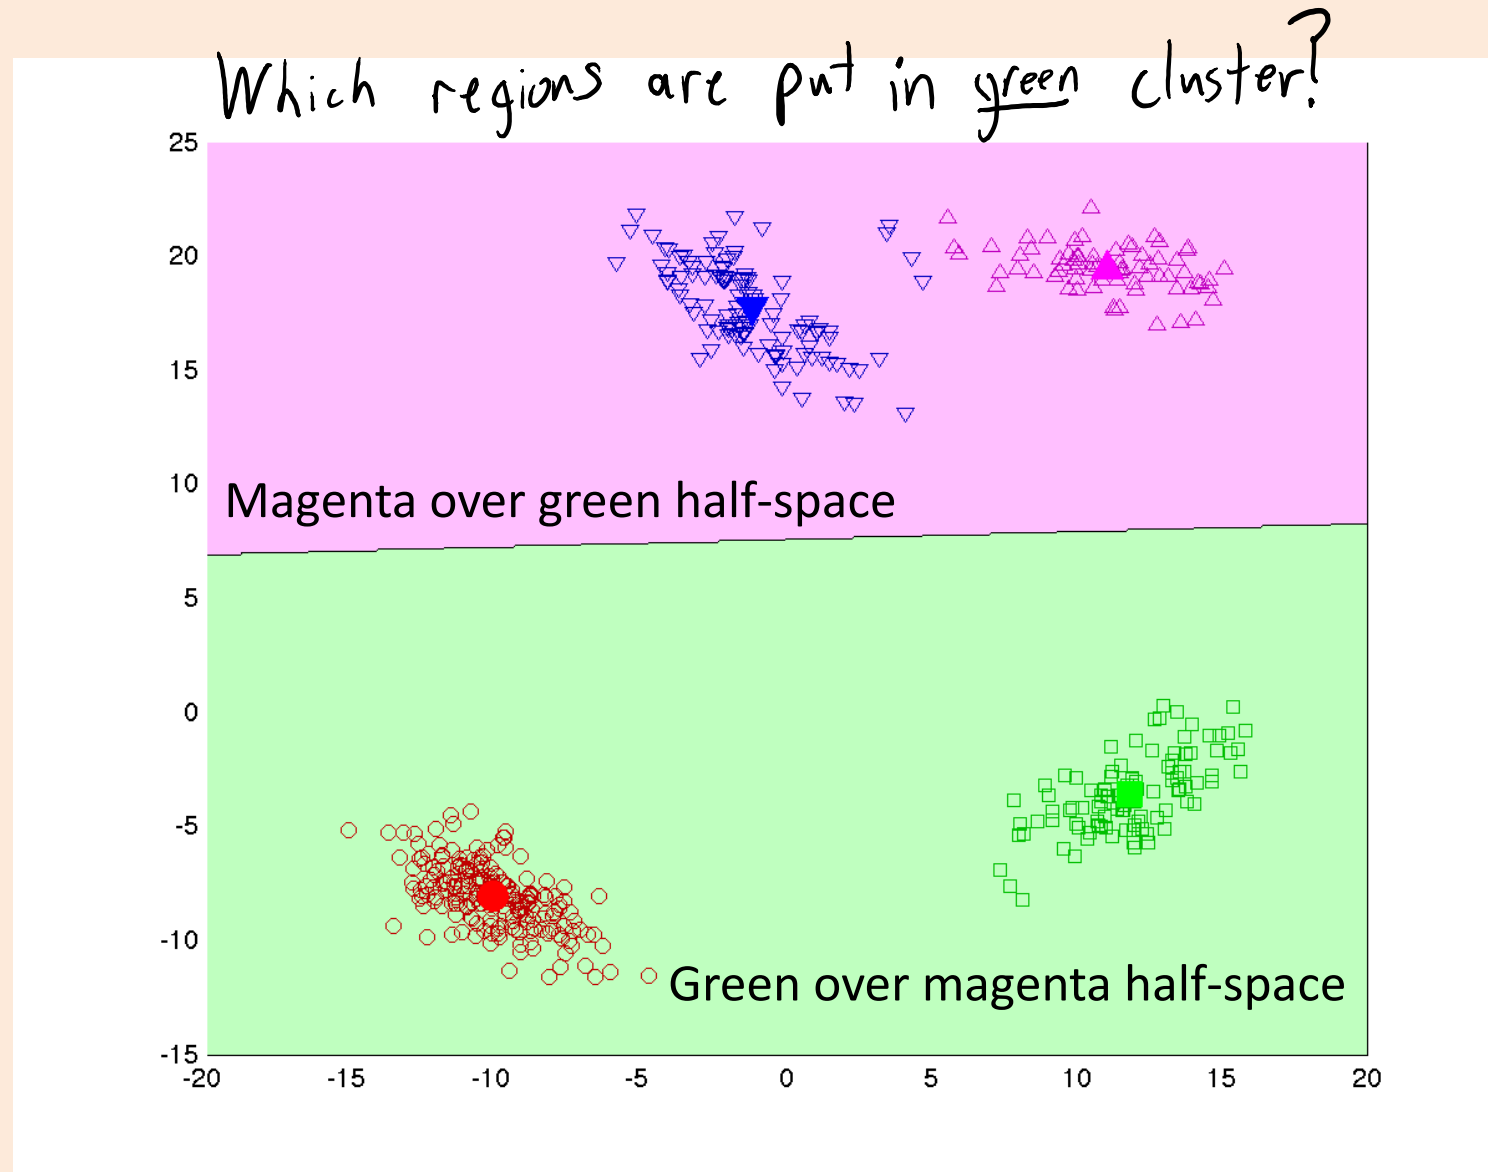 Which regions are put in green cluster?
25
20
15
10
Magenta over green half-space
5
0
-5
-10
Green over magenta half-space
-15
-20 -15 -10 -5 0 5 10 15 20